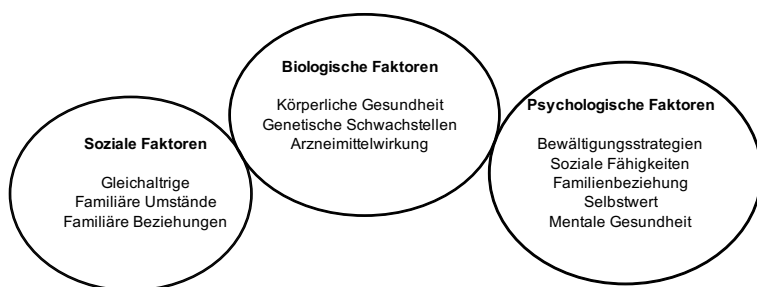 Biologische Faktoren
Körperliche Gesundheit
Genetische Schwachstellen
Arzneimittelwirkung
Soziale Faktoren
Gleichaltrige
Familiäre Umstände
Familiäre Beziehungen
Psychologische Faktoren
Bewältigungsstrategien
Soziale Fähigkeiten
Familienbeziehung
Selbstwert
Mentale Gesundheit